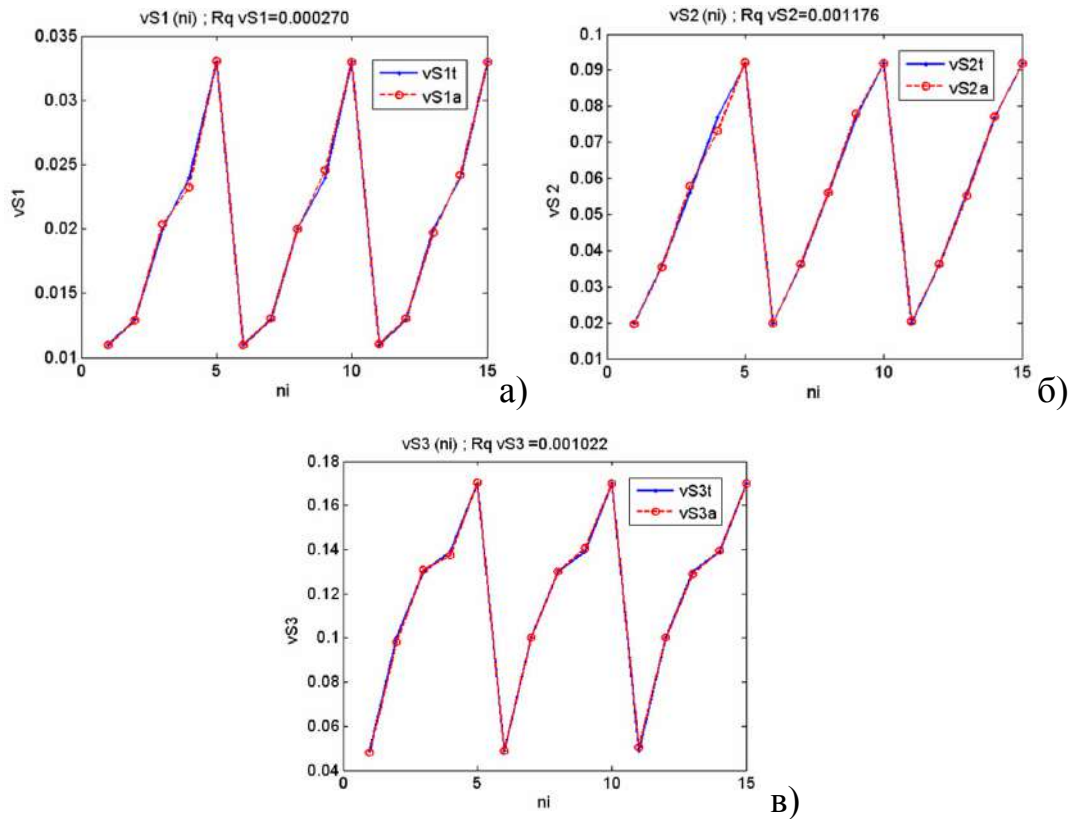 vS1 (ni) ; Rq vS1=0.000270
0.035
0.03
0.025
0.02
0.015
0.01
vS1
0 5 10 15
ni
vS1t
vS1a
а)
vS2 (ni) ; Rq vS2=0.001176
0.1
0.09
0.08
0.07
0.06
0.05
0.04
0.03
0.02
0.01
vS2
0 5 10 15
ni
vS2t
vS2a
б)
vS3 (ni) ; Rq vS3 =0.001022
0.18
0.16
0.14
0.12
0.1
0.08
0.06
0.04
vS3
0 5 10 15
ni
vS3t
vS3a
в)